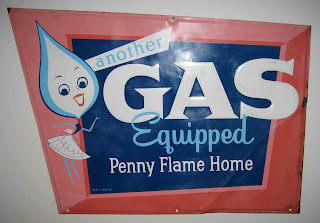 another
GAS
Equipped
Penny Flame Home